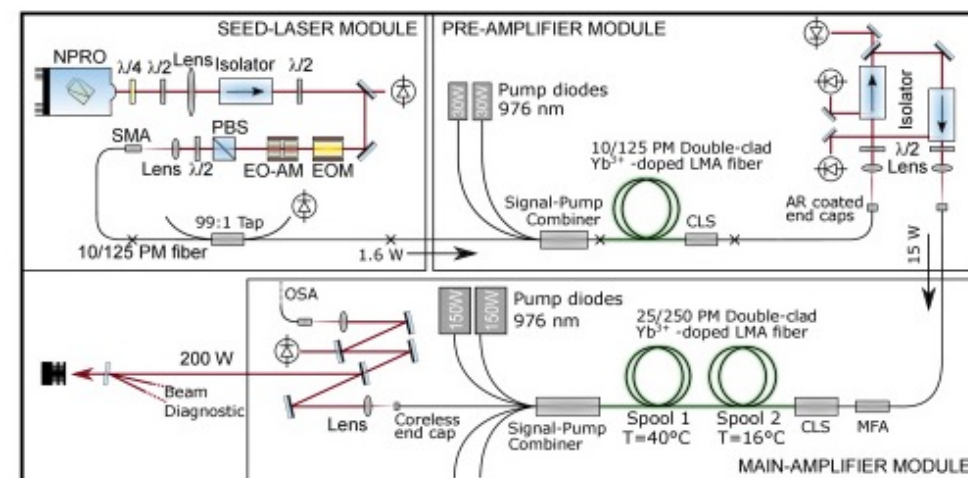 SEED-LASER MODULE
NPRO
λ/4
λ/2
Lens
Isolator
λ/2
SMA
PBS
Lens
λ/2
EO-AM
EOM
99:1 Tap
10/125 PM fiber
1.6 W
PRE-AMPLIFIER MODULE
30W
30W
Pump diodes
976 nm
10/125 PM Double-clad
Yb³⁺ -doped LMA fiber
Signal-Pump
Combiner
CLS
Isolator
λ/2
Lens
AR coated
end caps
15 W
OSA
200 W
Beam
Diagnostic
Lens
Coreless
end cap
150W
150W
Pump diodes
976 nm
25/250 PM Double-clad
Yb³⁺ -doped LMA fiber
Signal-Pump
Combiner
Spool 1
T=40°C
Spool 2
T=16°C
CLS
MFA
MAIN-AMPLIFIER MODULE